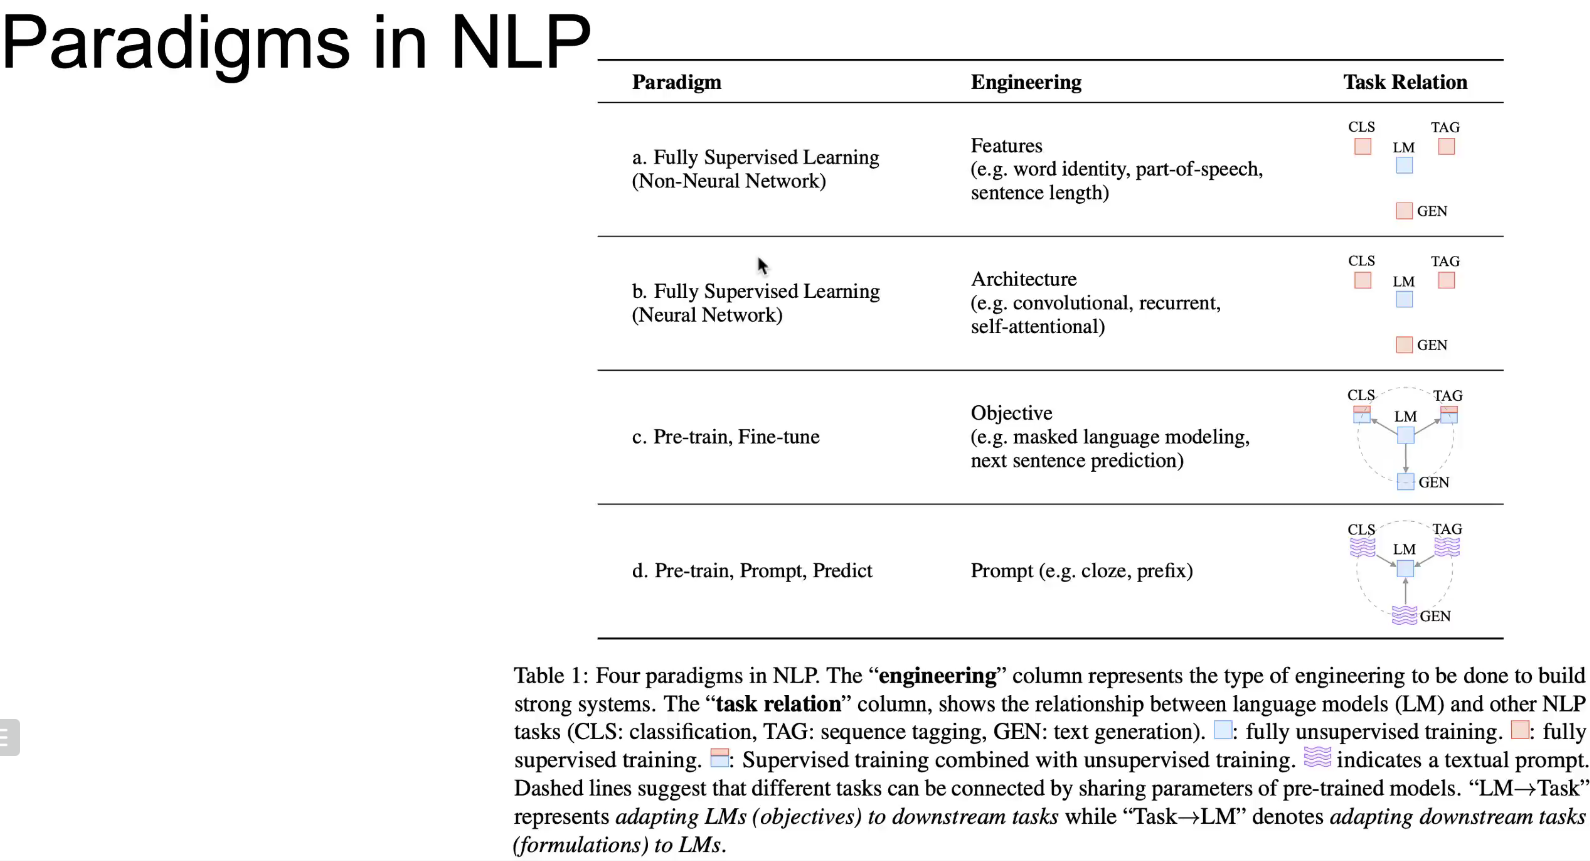 Paradigms in NLP
Paradigm Engineering Task Relation
a. Fully Supervised Learning
(Non-Neural Network)
Features
(e.g. word identity, part-of-speech,
sentence length)
CLS TAG
LM
GEN
b. Fully Supervised Learning
(Neural Network)
Architecture
(e.g. convolutional, recurrent,
self-attentional)
CLS TAG
LM
GEN
c. Pre-train, Fine-tune
Objective
(e.g. masked language modeling,
next sentence prediction)
CLS TAG
LM
GEN
d. Pre-train, Prompt, Predict
Prompt (e.g. cloze, prefix)
CLS TAG
LM
GEN
Table 1: Four paradigms in NLP. The “engineering” column represents the type of engineering to be done to build
strong systems. The “task relation” column, shows the relationship between language models (LM) and other NLP
tasks (CLS: classification, TAG: sequence tagging, GEN: text generation). : fully unsupervised training. : fully
supervised training. : Supervised training combined with unsupervised training. indicates a textual prompt.
Dashed lines suggest that different tasks can be connected by sharing parameters of pre-trained models. “LM→Task”
represents adapting LMs (objectives) to downstream tasks while “Task→LM” denotes adapting downstream tasks
(formulations) to LMs.